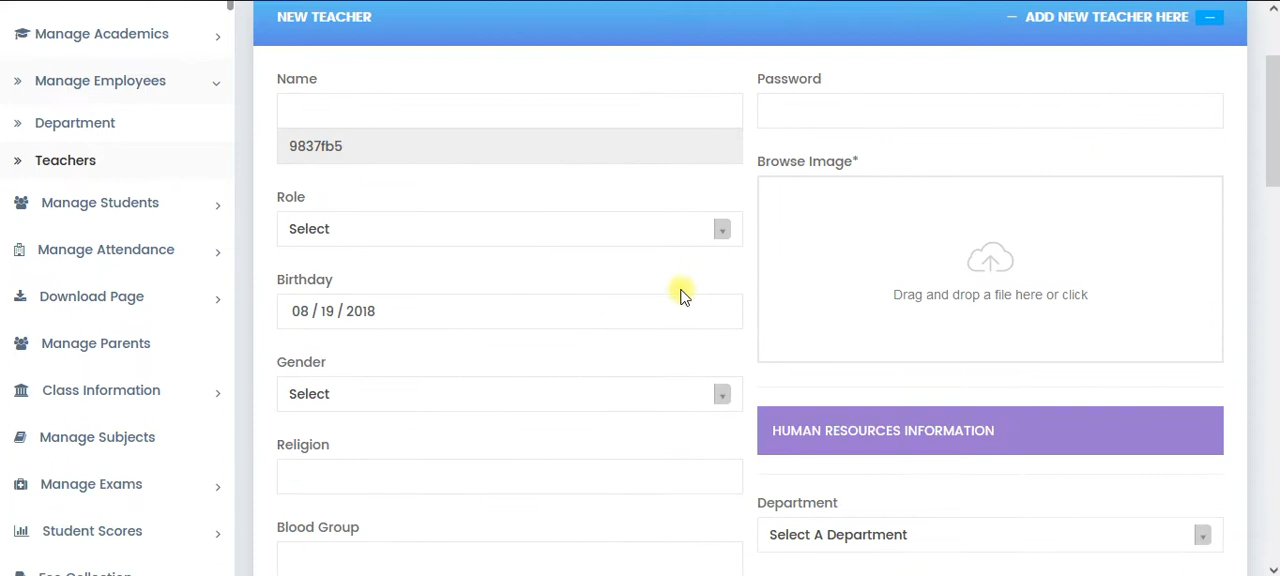 Manage Academics
Manage Employees
Department
Teachers
Manage Students
Manage Attendance
Download Page
Manage Parents
Class Information
Manage Subjects
Manage Exams
Student Scores
NEW TEACHER
ADD NEW TEACHER HERE
Name
9837fb5
Role
Select
Birthday
08 / 19 / 2018
Gender
Select
Religion
Blood Group
Password
Browse Image*
Drag and drop a file here or click
HUMAN RESOURCES INFORMATION
Department
Select A Department